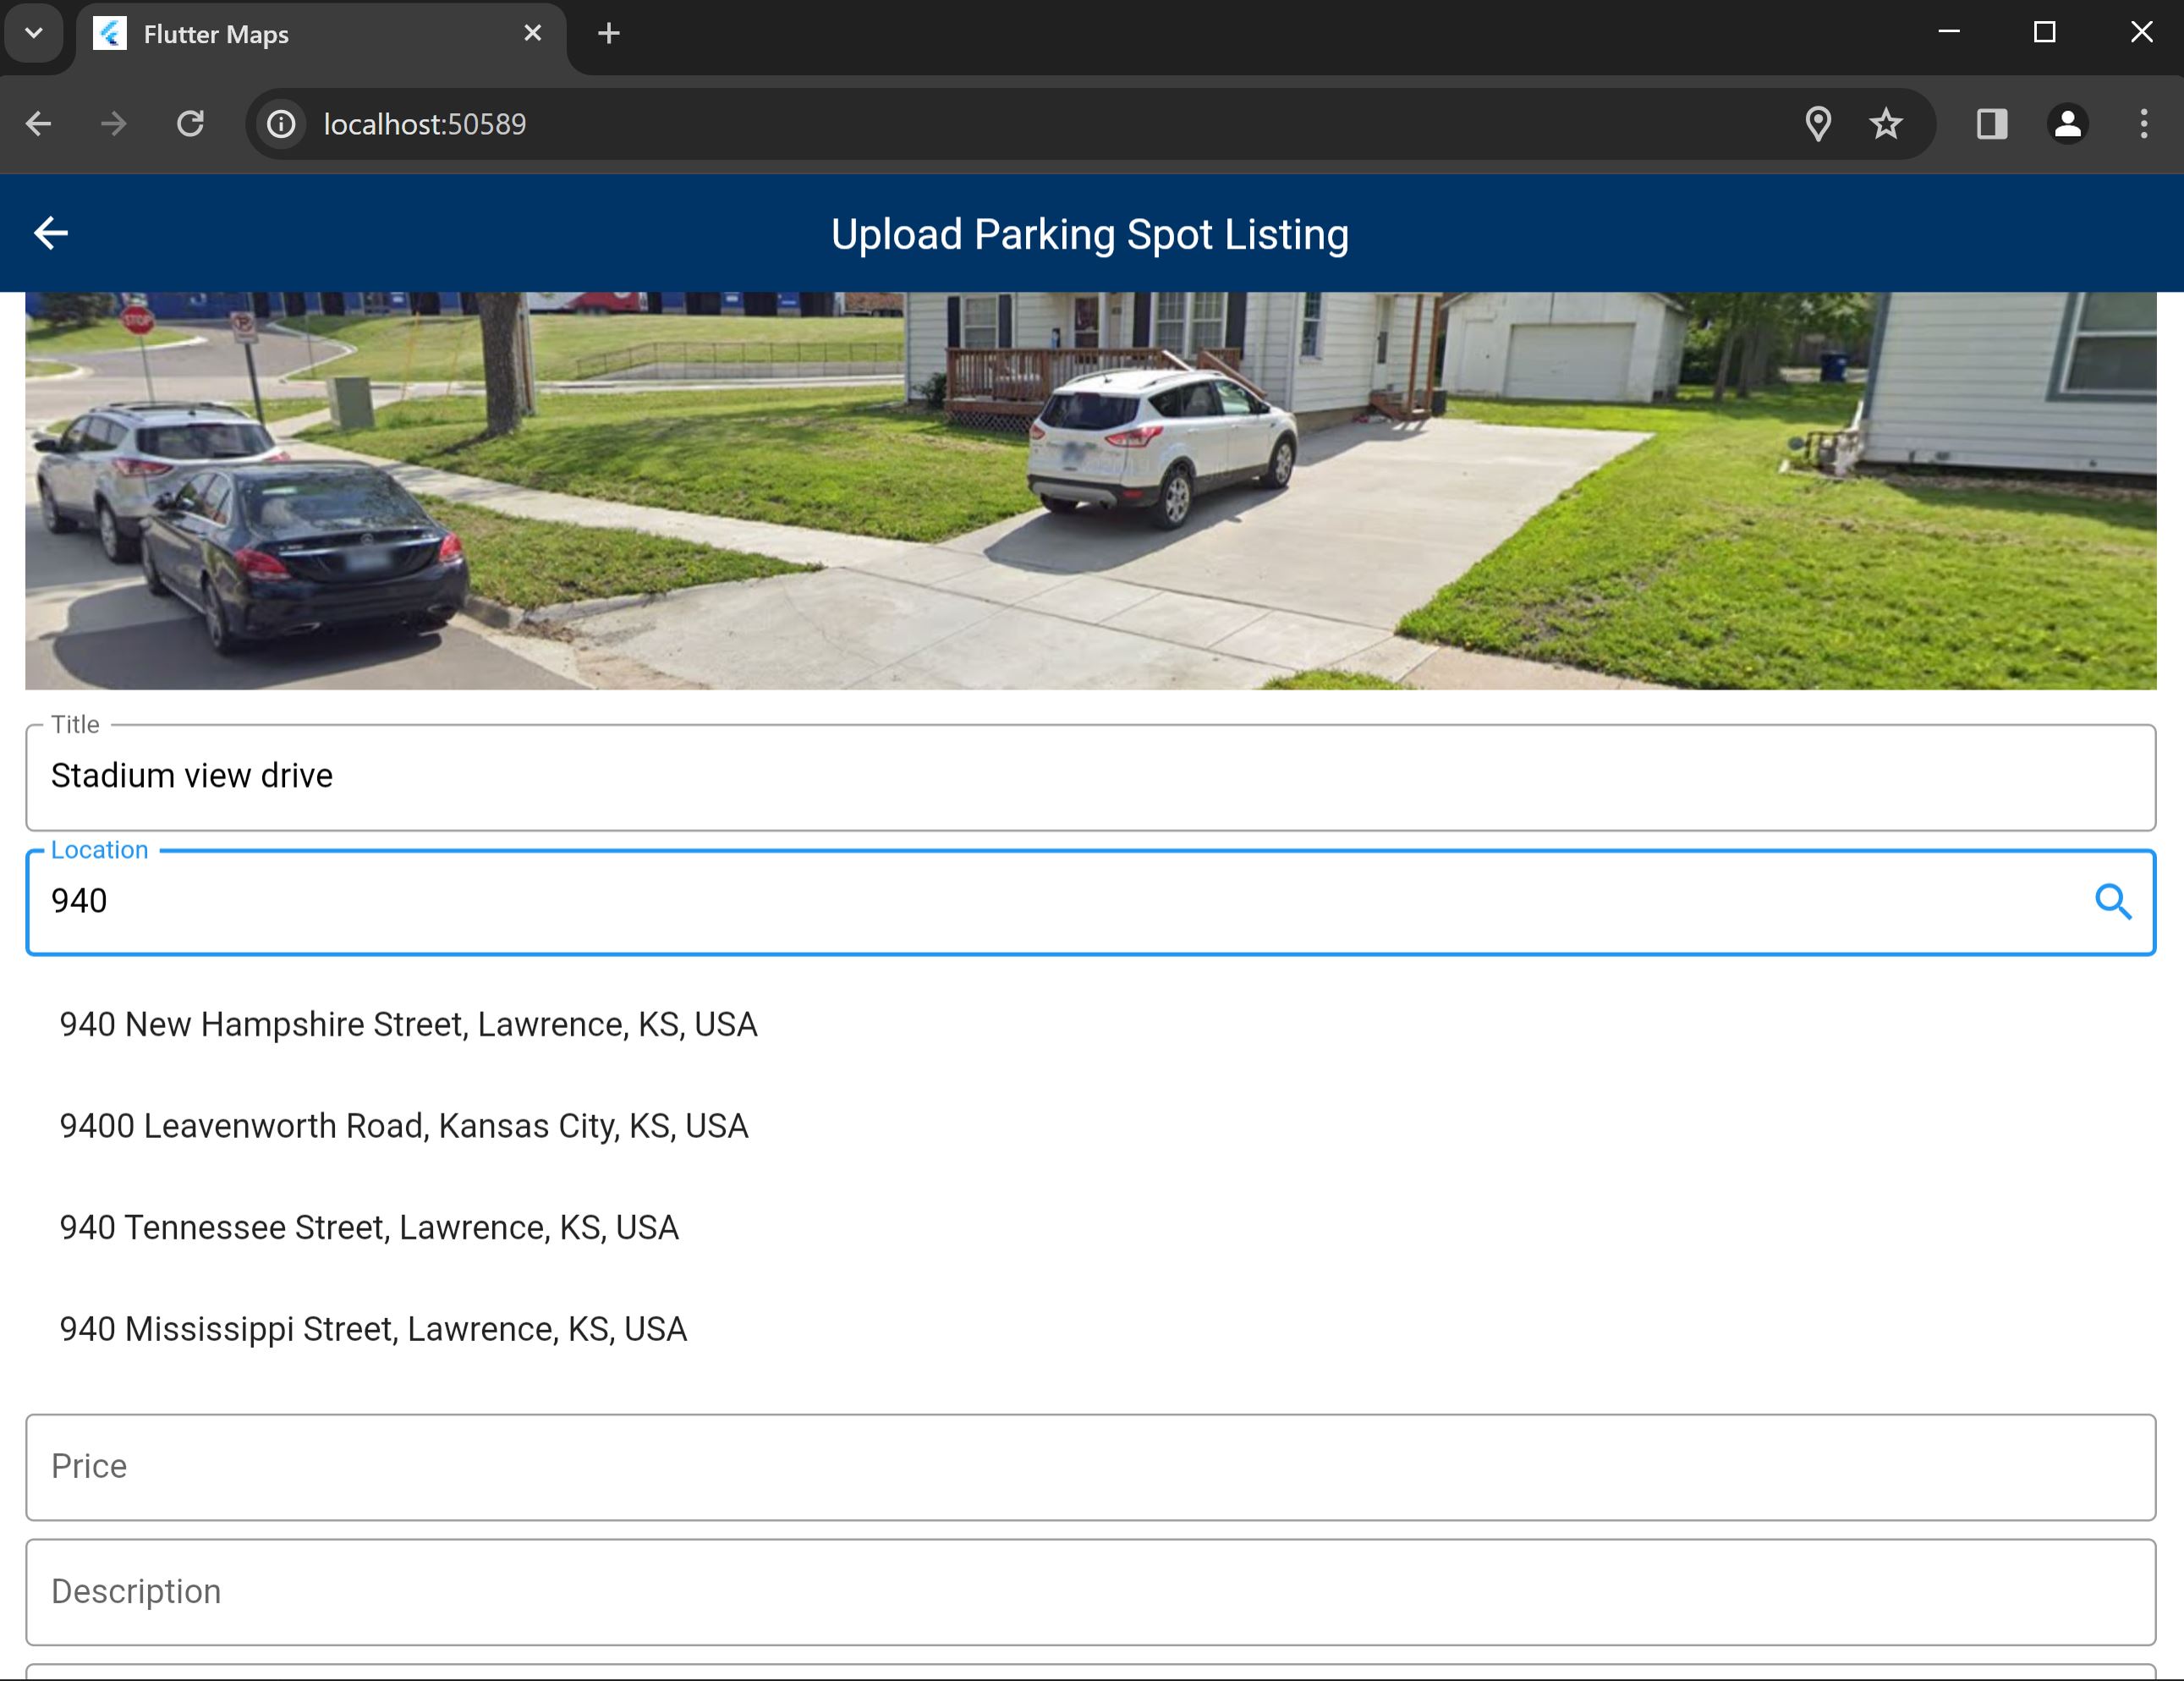 Flutter Maps
localhost:50589
Upload Parking Spot Listing
STOP
Title
Stadium view drive
Location
940
940 New Hampshire Street, Lawrence, KS, USA
9400 Leavenworth Road, Kansas City, KS, USA
940 Tennessee Street, Lawrence, KS, USA
940 Mississippi Street, Lawrence, KS, USA
Price
Description